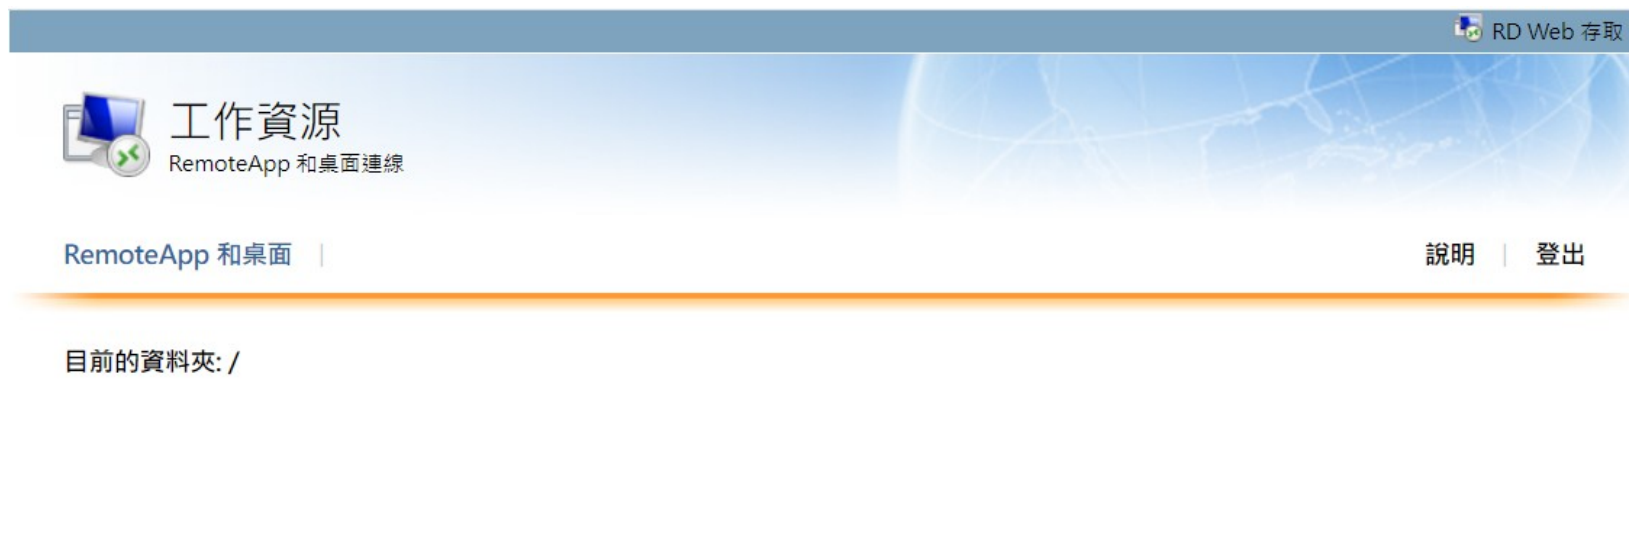 RD Web 存取
工作資源
RemoteApp 和桌面連線
RemoteApp 和桌面 | 說明 | 登出
目前的資料夾: /